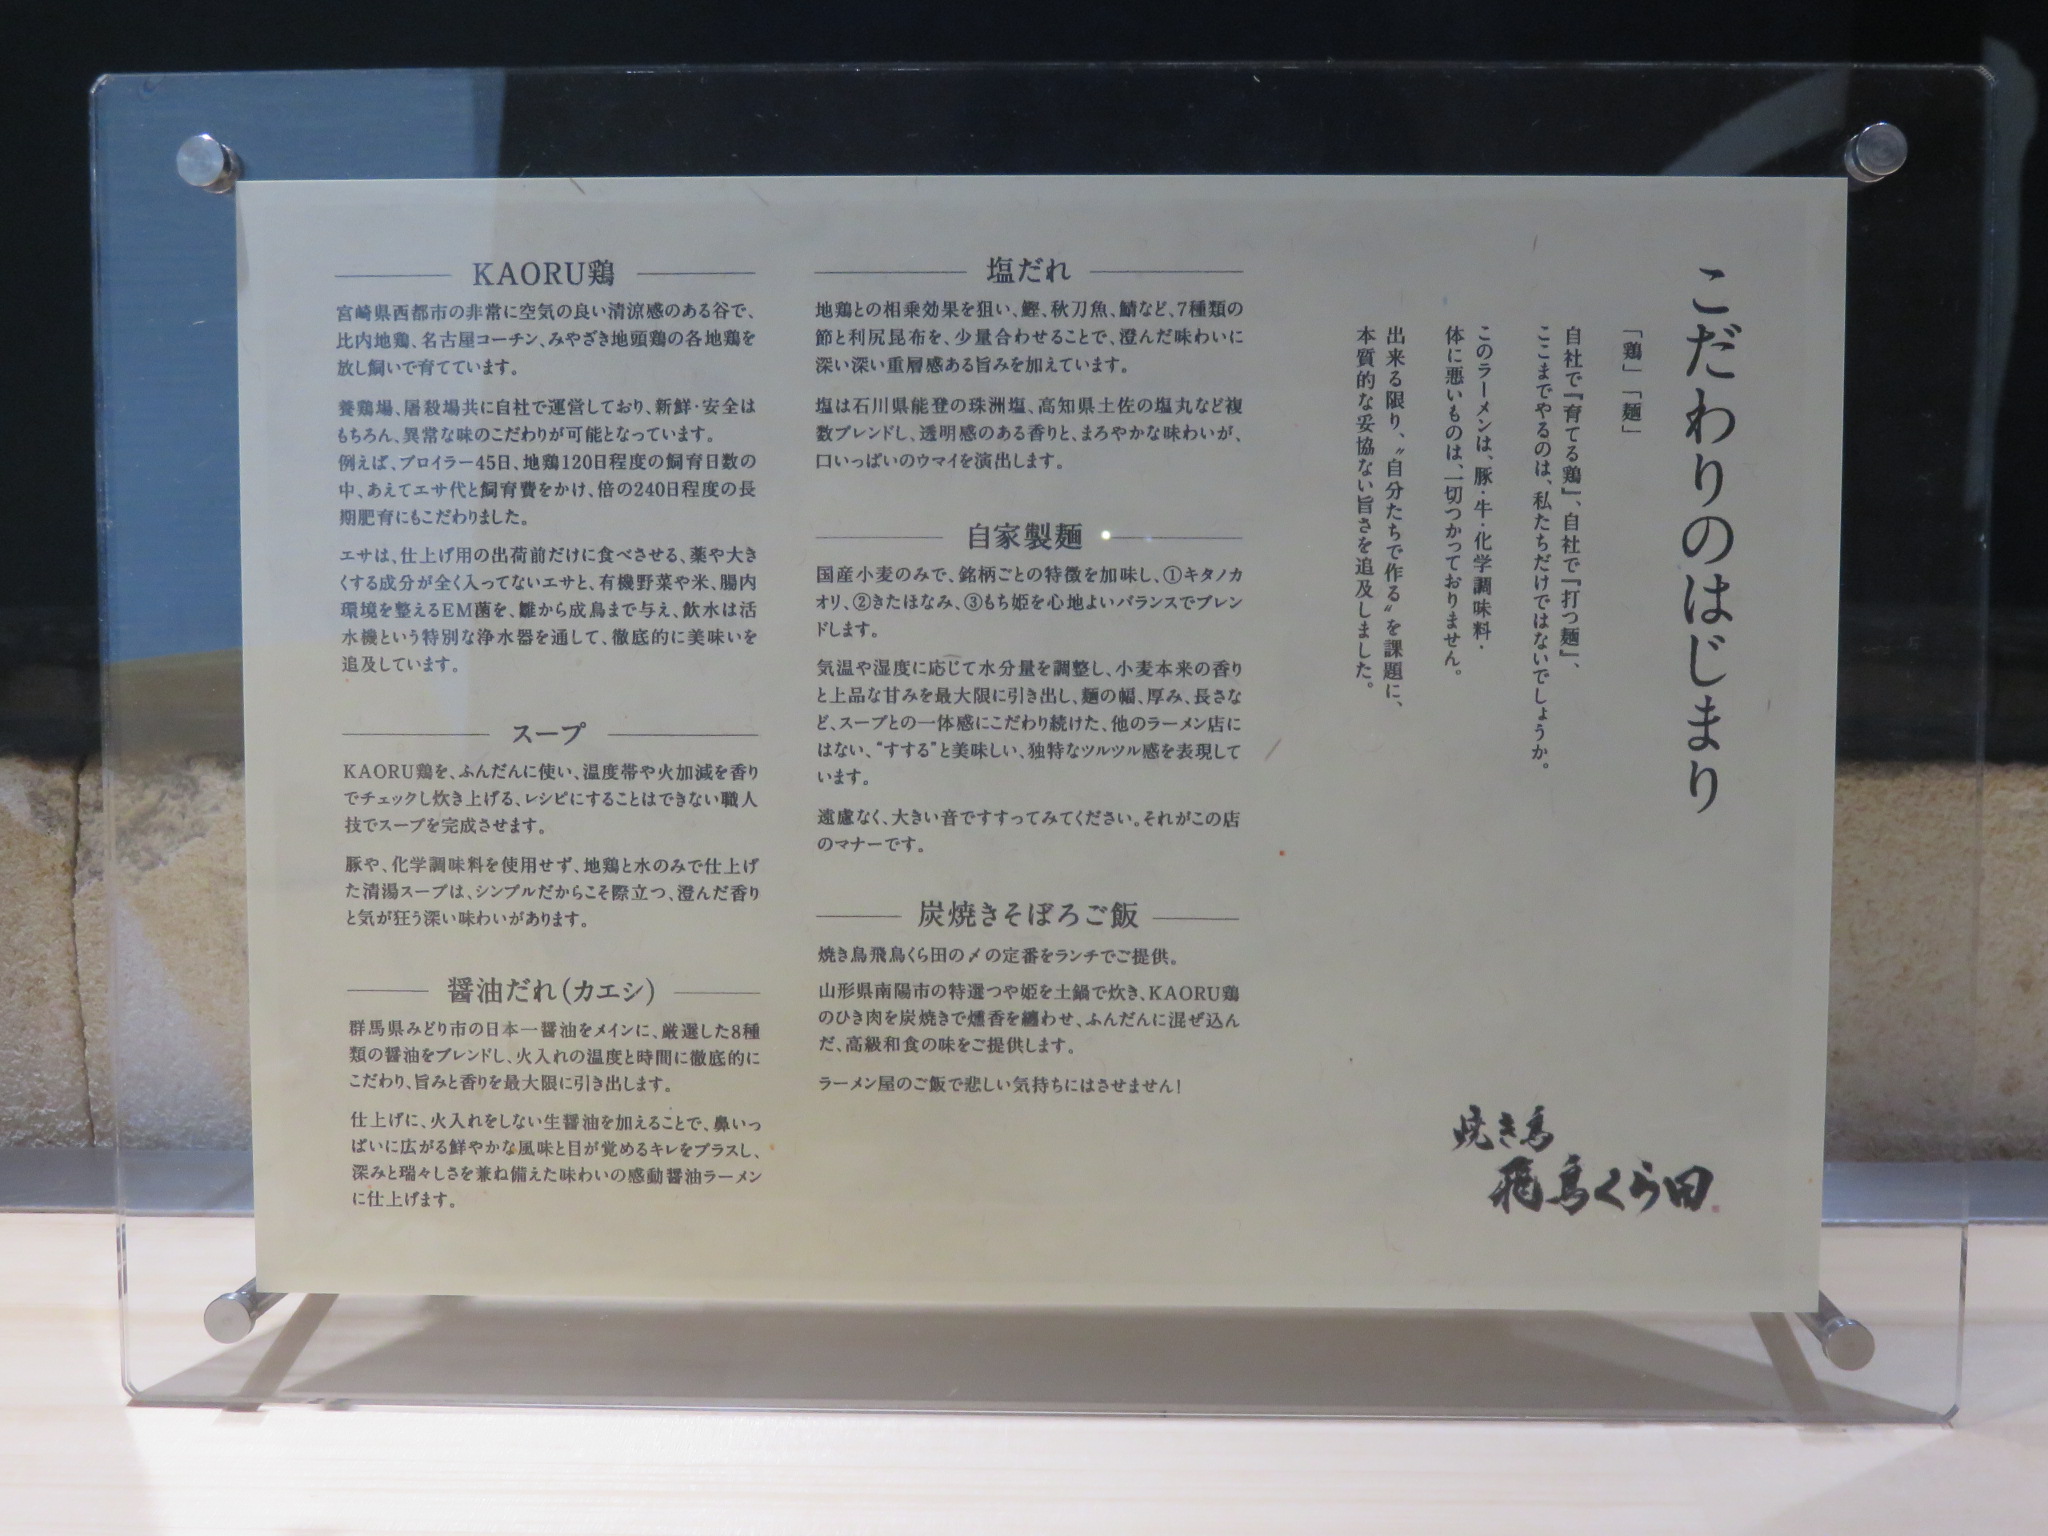 こだわりのはじまり
「鶏」「麺」
自社で『育てる鶏』、自社で『打つ麺』、
ここまでやるのは、私たちだけではないでしょうか。
このラーメンは、豚・牛・化学調味料・
体に悪いものは、一切つかっておりません。
出来る限り、〝自分たちで作る〟を課題に、
本質的な妥協ない旨さを追及しました。
焼き鳥
飛鳥くら田
KAORU鶏
宮崎県西都市の非常に空気の良い清涼感のある谷で、
比内地鶏、名古屋コーチン、みやざき地頭鶏の各地鶏を
放し飼いで育てています。
養鶏場、屠殺場共に自社で運営しており、新鮮・安全は
もちろん、異常な味のこだわりが可能となっています。
例えば、ブロイラー45日、地鶏120日程度の飼育日数の
中、あえてエサ代と飼育費をかけ、倍の240日程度の長
期肥育にもこだわりました。
エサは、仕上げ用の出荷前だけに食べさせる、薬や大き
くする成分が全く入ってないエサと、有機野菜や米、腸内
環境を整えるEM菌を、雛から成鳥まで与え、飲水は活
水機という特別な浄水器を通して、徹底的に美味いを
追及しています。
スープ
KAORU鶏を、ふんだんに使い、温度帯や火加減を香り
でチェックし炊き上げる、レシピにすることはできない職人
技でスープを完成させます。
豚や、化学調味料を使用せず、地鶏と水のみで仕上げ
た清湯スープは、シンプルだからこそ際立つ、澄んだ香り
と気が狂う深い味わいがあります。
醤油だれ(カエシ)
群馬県みどり市の日本一醤油をメインに、厳選した8種
類の醤油をブレンドし、火入れの温度と時間に徹底的に
こだわり、旨みと香りを最大限に引き出します。
仕上げに、火入れをしない生醤油を加えることで、鼻いっ
ぱいに広がる鮮やかな風味と目が覚めるキレをプラスし、
深みと瑞々しさを兼ね備えた味わいの感動醤油ラーメン
に仕上げます。
塩だれ
地鶏との相乗効果を狙い、鰹、秋刀魚、鯖など、7種類の
節と利尻昆布を、少量合わせることで、澄んだ味わいに
深い深い重層感ある旨みを加えています。
塩は石川県能登の珠洲塩、高知県土佐の塩丸など複
数ブレンドし、透明感のある香りと、まろやかな味わいが、
口いっぱいのウマイを演出します。
自家製麺
国産小麦のみで、銘柄ごとの特徴を加味し、①キタノカ
オリ、②きたほなみ、③もち姫を心地よいバランスでブレン
ドします。
気温や湿度に応じて水分量を調整し、小麦本来の香り
と上品な甘みを最大限に引き出し、麺の幅、厚み、長さな
ど、スープとの一体感にこだわり続けた、他のラーメン店に
はない、“すする”と美味しい、独特なツルツル感を表現して
います。
遠慮なく、大きい音ですすってみてください。それがこの店
のマナーです。
炭焼きそぼろご飯
焼き鳥飛鳥くら田の〆の定番をランチでご提供。
山形県南陽市の特選つや姫を土鍋で炊き、KAORU鶏
のひき肉を炭焼きで燻香を纏わせ、ふんだんに混ぜ込ん
だ、高級和食の味をご提供します。
ラーメン屋のご飯で悲しい気持ちにはさせません!